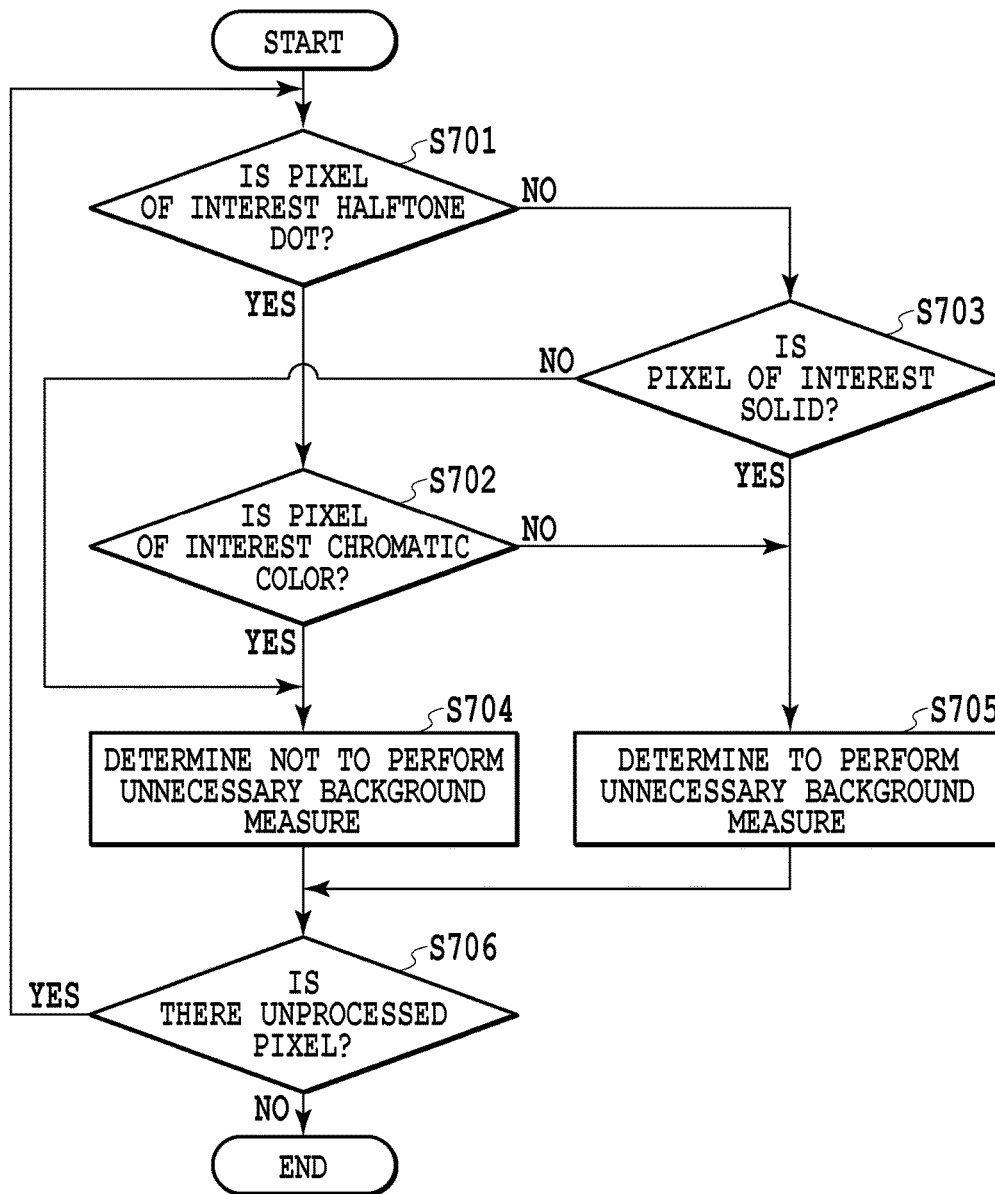 START
S701
IS PIXEL
OF INTEREST HALFTONE
DOT?
NO
YES
S703
IS
PIXEL OF INTEREST
SOLID?
NO
YES
S702
IS PIXEL
OF INTEREST CHROMATIC
COLOR?
NO
YES
S704
DETERMINE NOT TO PERFORM
UNNECESSARY BACKGROUND
MEASURE
S705
DETERMINE TO PERFORM
UNNECESSARY BACKGROUND
MEASURE
S706
IS
THERE UNPROCESSED
PIXEL?
YES
NO
END